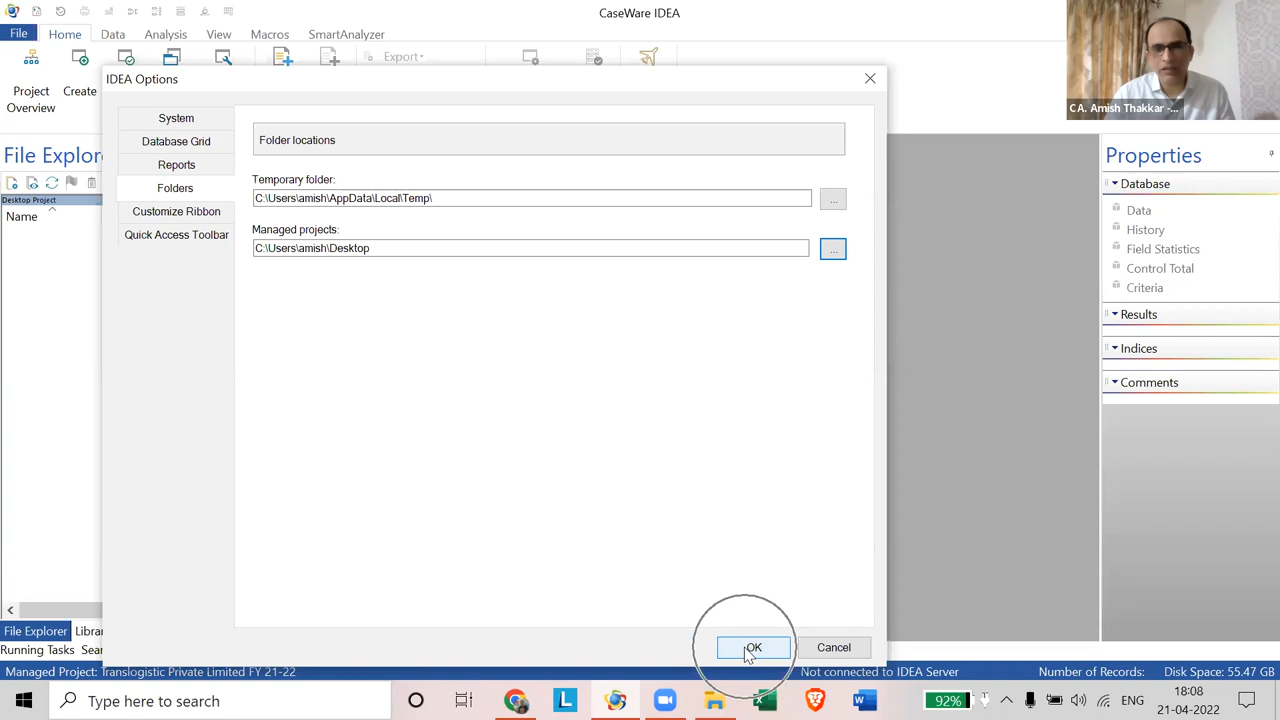 CaseWare IDEA
File Home Data Analysis View Macros SmartAnalyzer
Export
Project Overview
Create
IDEA Options
System
Database Grid
Reports
Folders
Customize Ribbon
Quick Access Toolbar
Folder locations
Temporary folder:
C:\Users\amish\AppData\Local\Temp\
...
Managed projects:
C:\Users\amish\Desktop
...
OK
Cancel
CA. Amish Thakkar -...
File Explor
Desktop Project
Name
Properties
Database
Data
History
Field Statistics
Control Total
Criteria
Results
Indices
Comments
File Explorer Librar
Running Tasks Sear
Managed Project: Translogistic Private Limited FY 21-22
Not connected to IDEA Server
Number of Records:
Disk Space: 55.47 GB
Type here to search
92%
ENG
18:08
21-04-2022